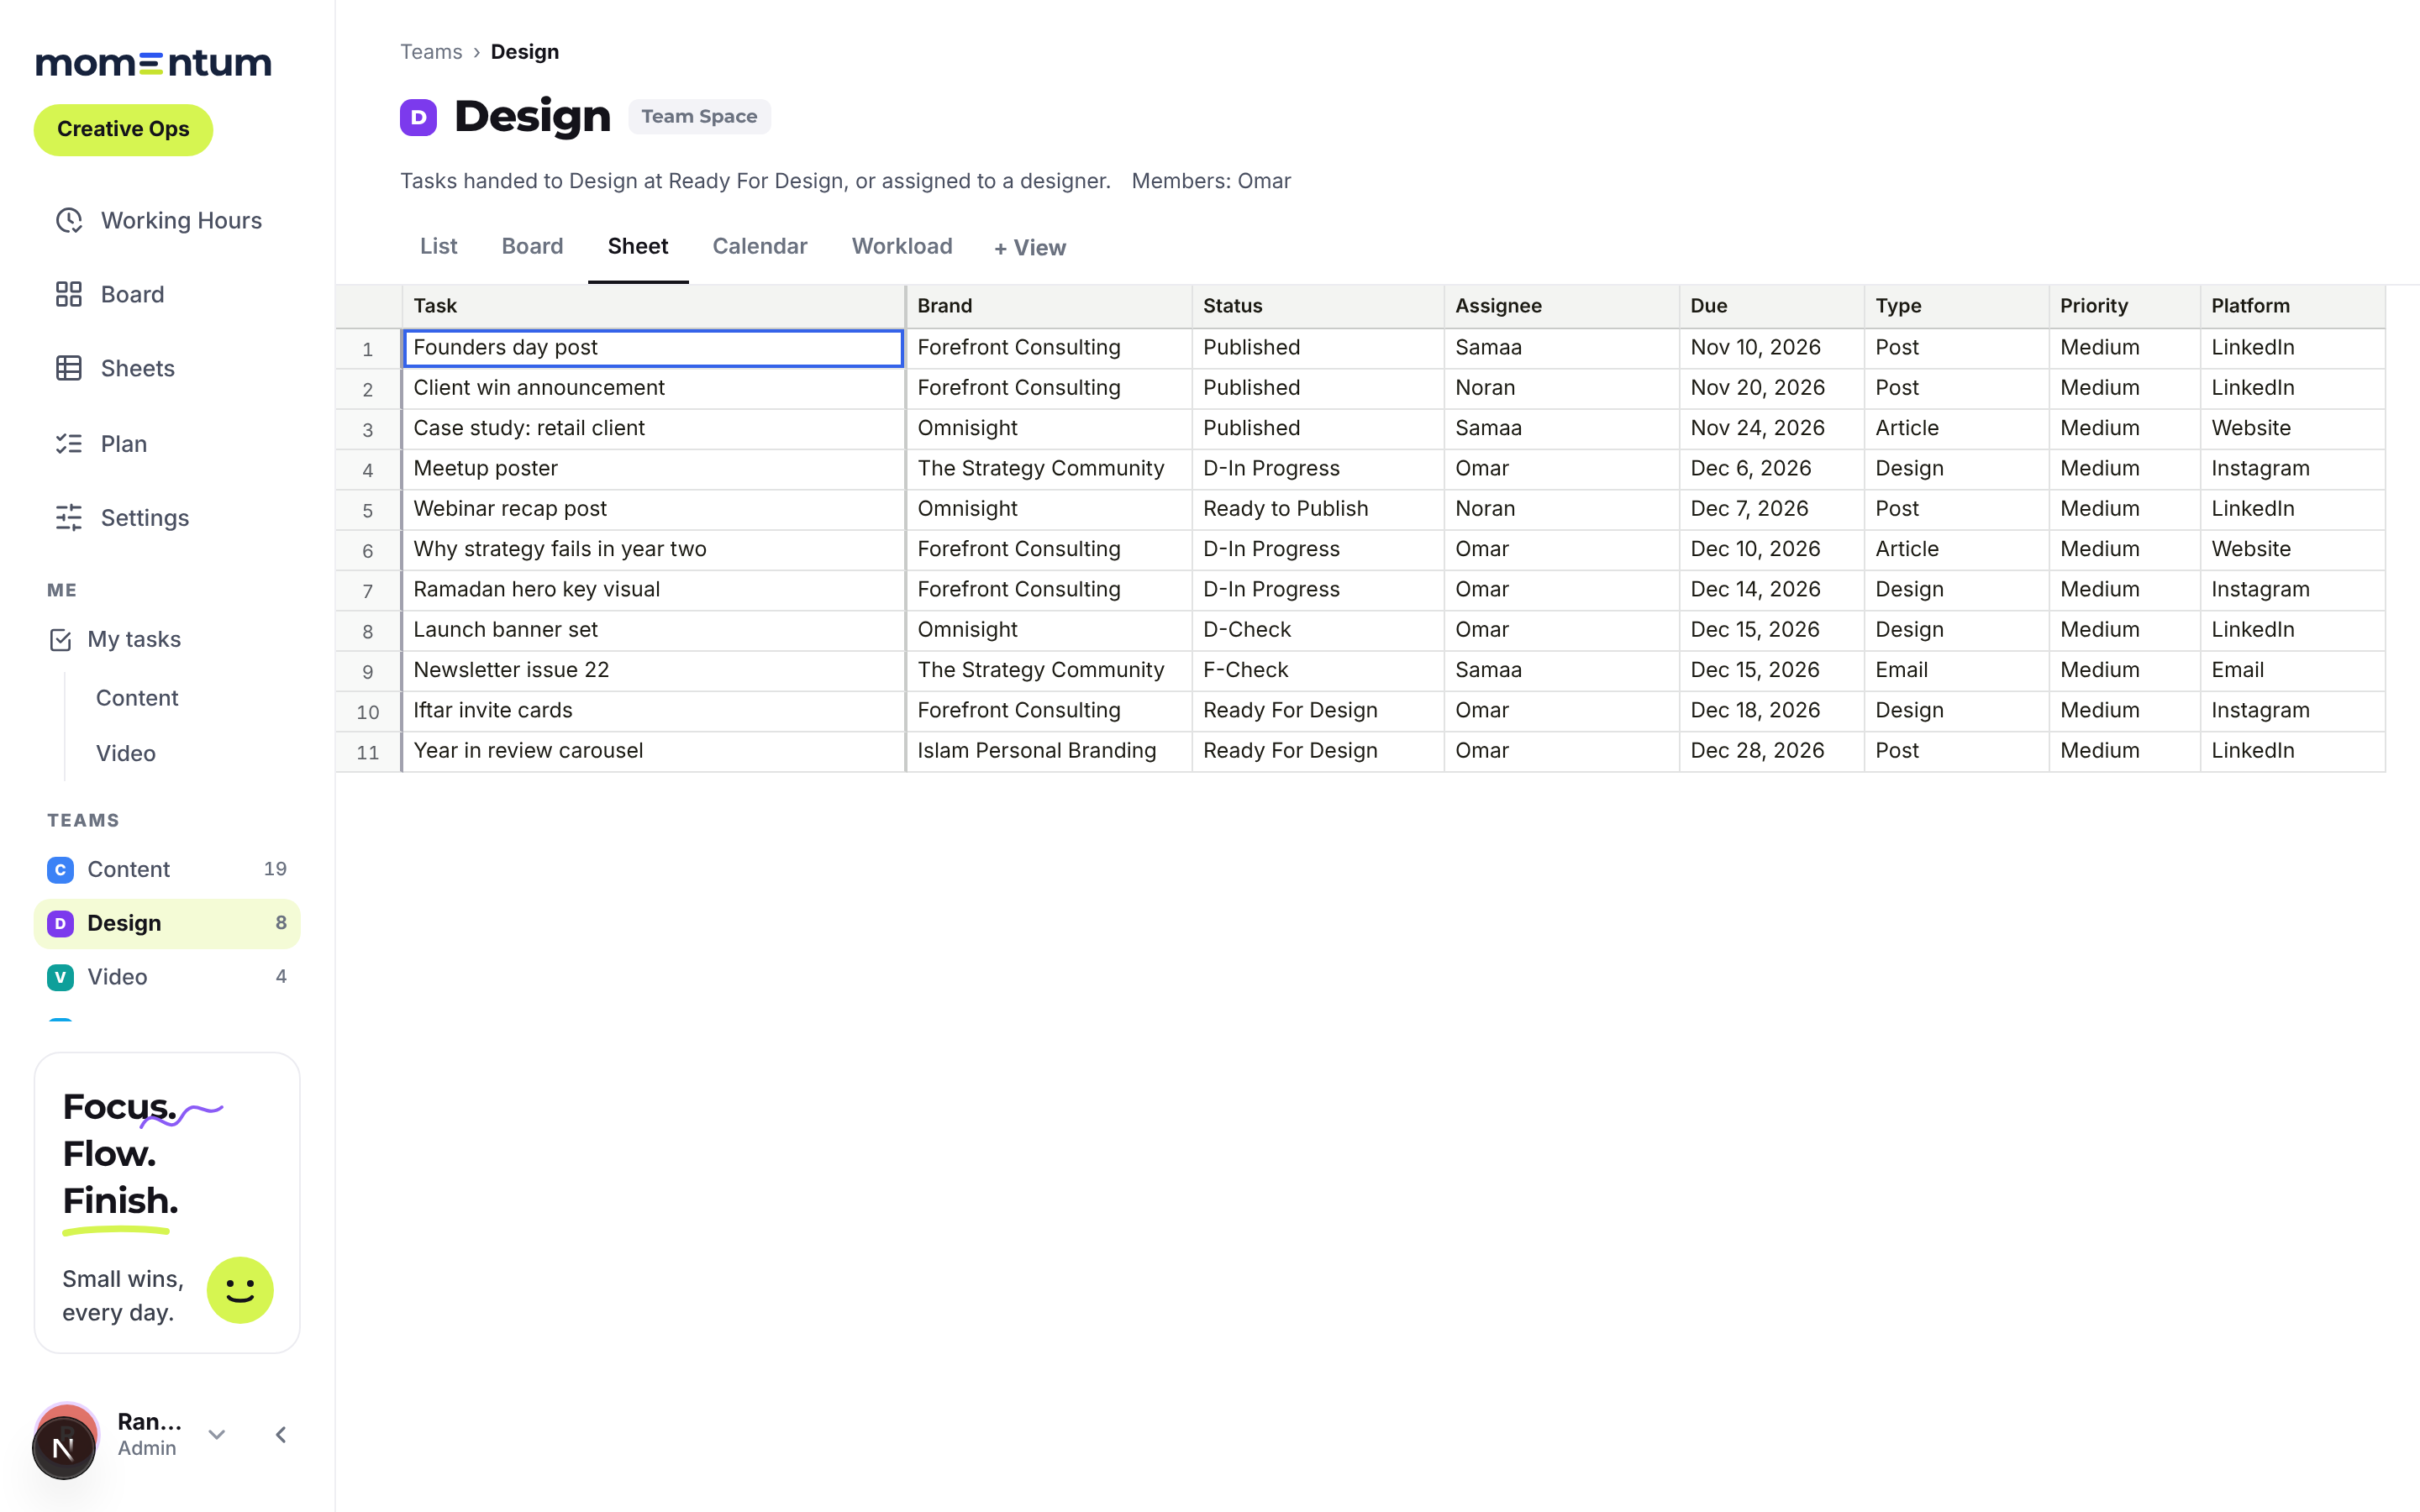 momentum
Creative Ops
Working Hours
Board
Sheets
Plan
Settings
ME
My tasks
Content
Video
TEAMS
C Content 19
D Design 8
V Video 4
Focus.
Flow.
Finish.
Small wins,
every day.
N
Ran...
Admin
Teams › Design
D Design Team Space
Tasks handed to Design at Ready For Design, or assigned to a designer. Members: Omar
List Board Sheet Calendar Workload + View
Task Brand Status Assignee Due Type Priority Platform
1 Founders day post Forefront Consulting Published Samaa Nov 10, 2026 Post Medium LinkedIn
2 Client win announcement Forefront Consulting Published Noran Nov 20, 2026 Post Medium LinkedIn
3 Case study: retail client Omnisight Published Samaa Nov 24, 2026 Article Medium Website
4 Meetup poster The Strategy Community D-In Progress Omar Dec 6, 2026 Design Medium Instagram
5 Webinar recap post Omnisight Ready to Publish Noran Dec 7, 2026 Post Medium LinkedIn
6 Why strategy fails in year two Forefront Consulting D-In Progress Omar Dec 10, 2026 Article Medium Website
7 Ramadan hero key visual Forefront Consulting D-In Progress Omar Dec 14, 2026 Design Medium Instagram
8 Launch banner set Omnisight D-Check Omar Dec 15, 2026 Design Medium LinkedIn
9 Newsletter issue 22 The Strategy Community F-Check Samaa Dec 15, 2026 Email Medium Email
10 Iftar invite cards Forefront Consulting Ready For Design Omar Dec 18, 2026 Design Medium Instagram
11 Year in review carousel Islam Personal Branding Ready For Design Omar Dec 28, 2026 Post Medium LinkedIn